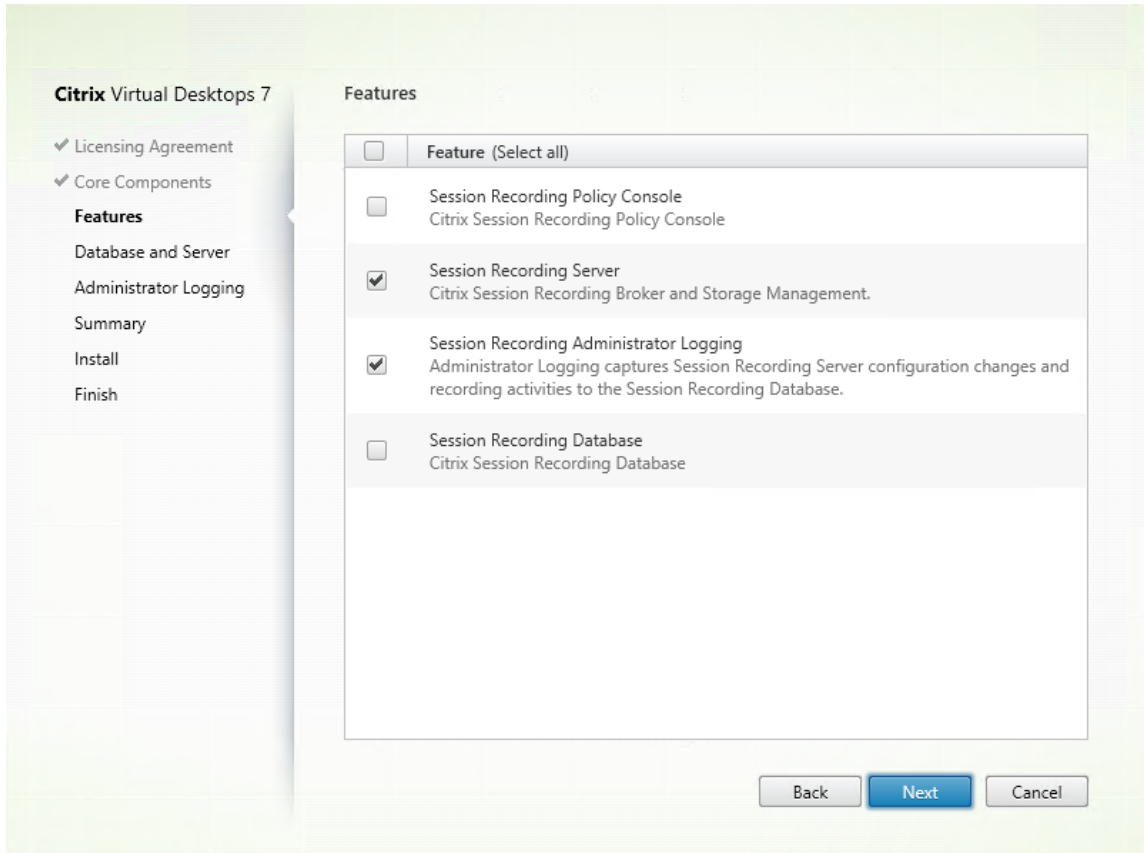 Citrix Virtual Desktops 7
Licensing Agreement
Core Components
Features
Database and Server
Administrator Logging
Summary
Install
Finish
Features
Feature (Select all)
Session Recording Policy Console
Citrix Session Recording Policy Console
Session Recording Server
Citrix Session Recording Broker and Storage Management.
Session Recording Administrator Logging
Administrator Logging captures Session Recording Server configuration changes and
recording activities to the Session Recording Database.
Session Recording Database
Citrix Session Recording Database
Back
Next
Cancel